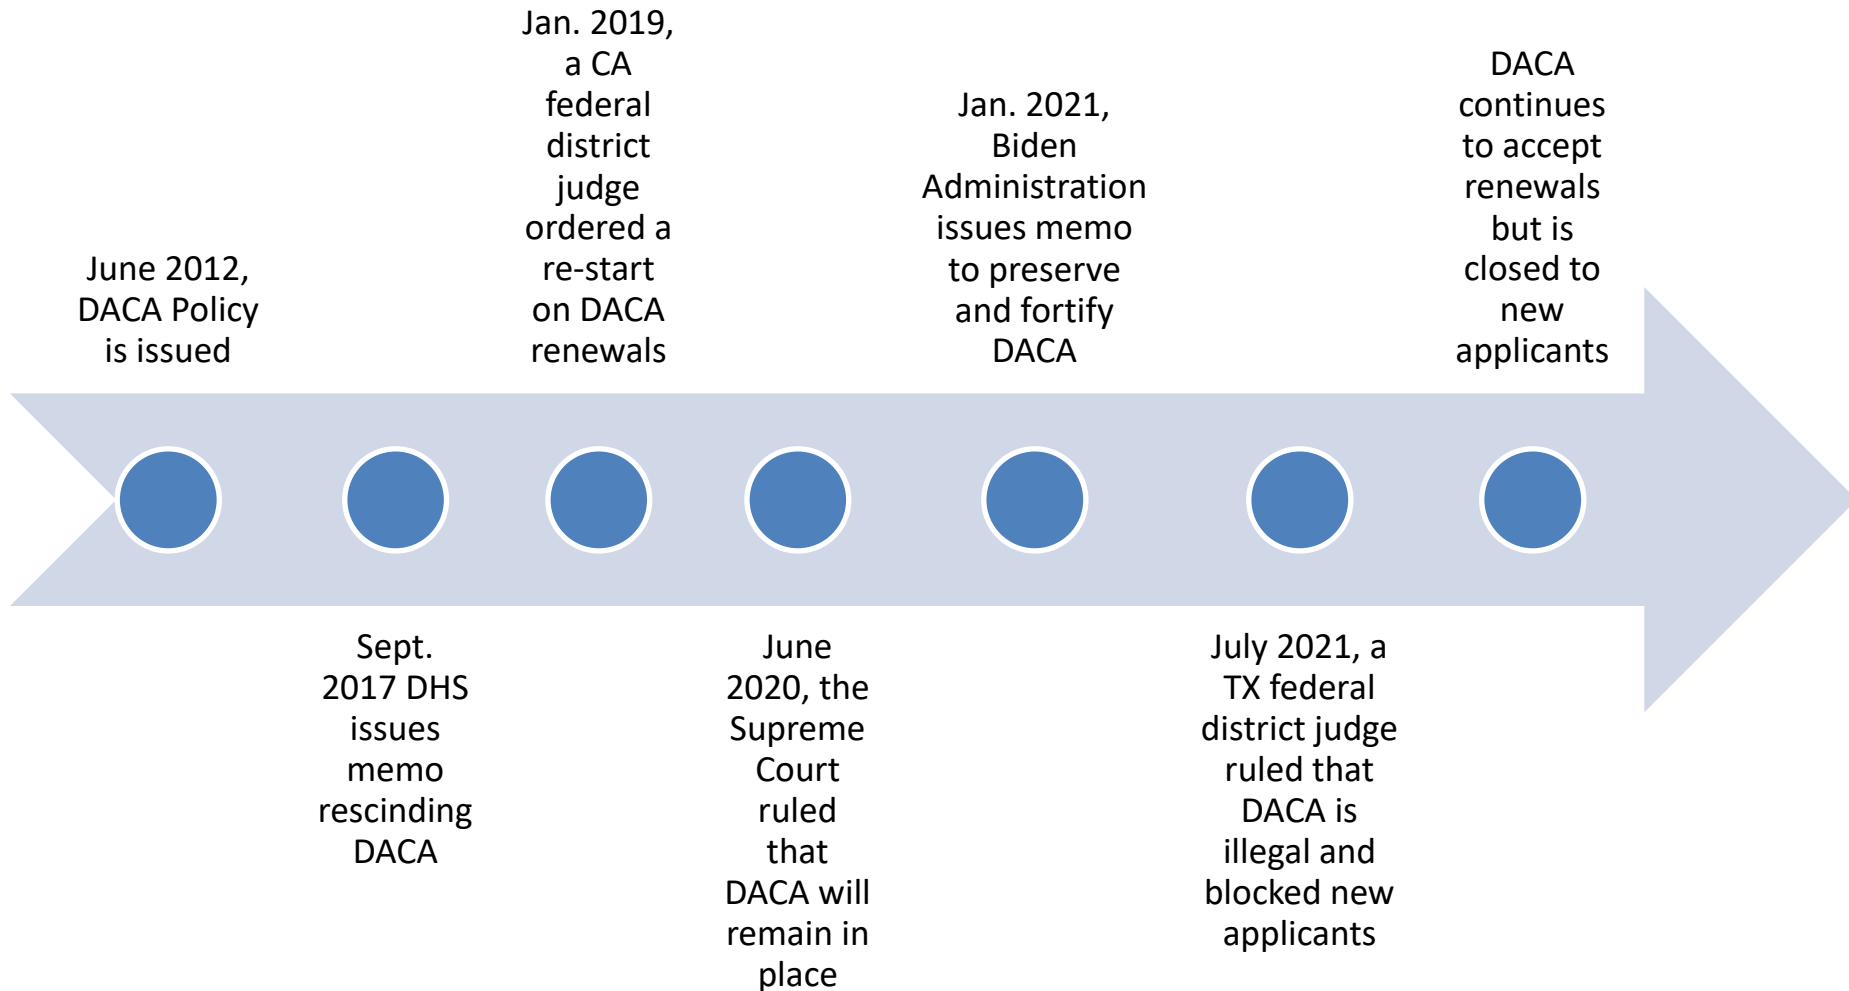 June 2012,
DACA Policy
is issued
Sept.
2017 DHS
issues
memo
rescinding
DACA
Jan. 2019,
a CA
federal
district
judge
ordered a
re-start
on DACA
renewals
June
2020, the
Supreme
Court
ruled
that
DACA will
remain in
place
Jan. 2021,
Biden
Administration
issues memo
to preserve
and fortify
DACA
July 2021, a
TX federal
district judge
ruled that
DACA is
illegal and
blocked new
applicants
DACA
continues
to accept
renewals
but is
closed to
new
applicants